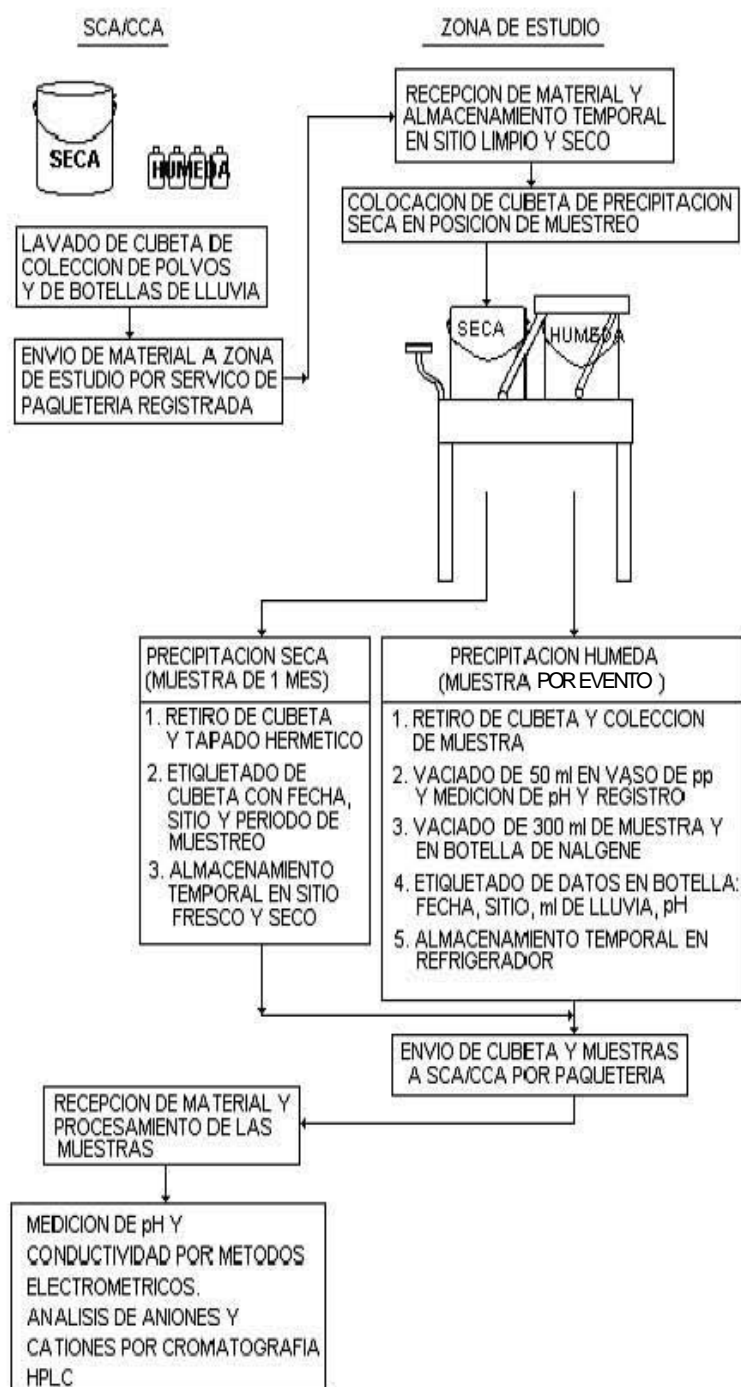 SCA/CCA
ZONA DE ESTUDIO
SECA
HUMEDA
LAVADO DE CUBETA DE
COLECCION DE POLVOS
Y DE BOTELLAS DE LLUVIA
ENVIO DE MATERIAL A ZONA
DE ESTUDIO POR SERVICO DE
PAQUETERIA REGISTRADA
RECEPCION DE MATERIAL Y
ALMACENAMIENTO TEMPORAL
EN SITIO LIMPIO Y SECO
COLOCACION DE CUBETA DE PRECIPITACION
SECA EN POSICION DE MUESTREO
SECA
HUMEDA
PRECIPITACION SECA
(MUESTRA DE 1 MES)
1. RETIRO DE CUBETA
Y TAPADO HERMETICO
2. ETIQUETADO DE
CUBETA CON FECHA,
SITIO Y PERIODO DE
MUESTREO
3. ALMACENAMIENTO
TEMPORAL EN SITIO
FRESCO Y SECO
PRECIPITACION HUMEDA
(MUESTRA POR EVENTO )
1. RETIRO DE CUBETA Y COLECCION
DE MUESTRA
2. VACIADO DE 50 ml EN VASO DE pp
Y MEDICION DE pH Y REGISTRO
3. VACIADO DE 300 ml DE MUESTRA Y
EN BOTELLA DE NALGENE
4. ETIQUETADO DE DATOS EN BOTELLA:
FECHA, SITIO, ml DE LLUVIA, pH
5. ALMACENAMIENTO TEMPORAL EN
REFRIGERADOR
ENVIO DE CUBETA Y MUESTRAS
A SCA/CCA POR PAQUETERIA
RECEPCION DE MATERIAL Y
PROCESAMIENTO DE LAS
MUESTRAS
MEDICION DE pH Y
CONDUCTIVIDAD POR METODOS
ELECTROMETRICOS.
ANALISIS DE ANIONES Y
CATIONES POR CROMATOGRAFIA
HPLC